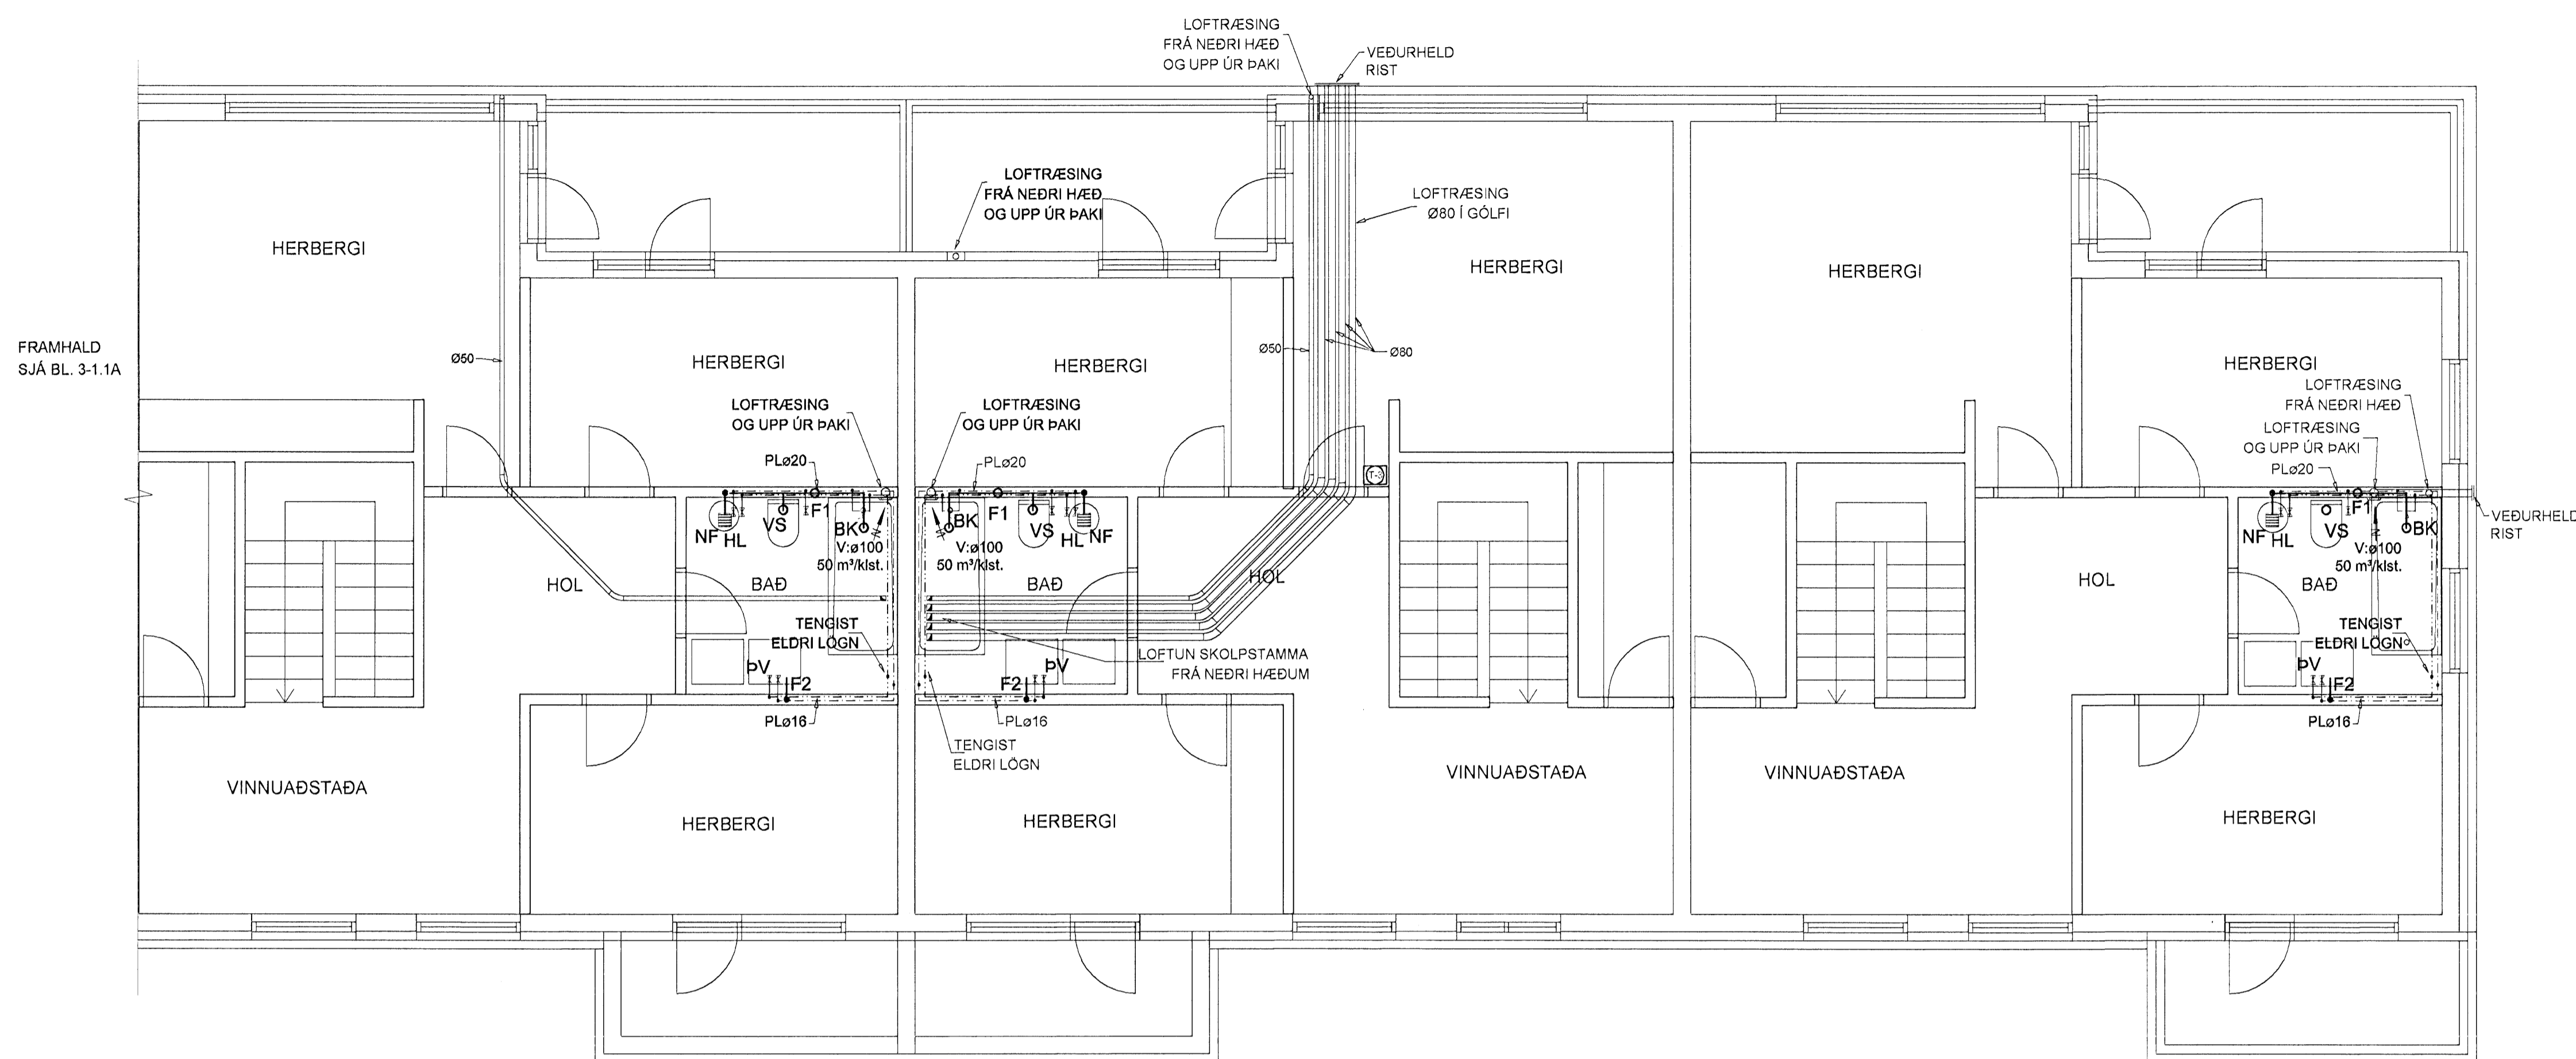 LOFTRÆSING
FRÁ NEÐRI HÆÐ
OG UPP ÚR ÞAKI
VEÐURHELD
RIST
LOFTRÆSING
FRÁ NEÐRI HÆÐ
OG UPP ÚR ÞAKI
LOFTRÆSING
Ø80 Í GÓLFI
HERBERGI
HERBERGI
HERBERGI
FRAMHALD
SJÁ BL. 3-1.1A
Ø50
HERBERGI
HERBERGI
Ø50
Ø80
HERBERGI
LOFTRÆSING
FRÁ NEÐRI HÆÐ
LOFTRÆSING
OG UPP ÚR ÞAKI
LOFTRÆSING
OG UPP ÚR ÞAKI
LOFTRÆSING
OG UPP ÚR ÞAKI
PLø20
PLø20
PLø20
T-3
NF
HL
VS
F1
BK
V:ø100
50 m³/klst.
BK
F1
VS
HL
NF
V:ø100
50 m³/klst.
NF
HL
VS
F1
BK
V:ø100
50 m³/klst.
VEÐURHELD
RIST
HOL
BAÐ
BAÐ
HOL
HOL
BAÐ
TENGIST
ELDRI LÖGN
TENGIST
ELDRI LÖGN
LOFTUN SKOLPSTAMMA
FRÁ NEÐRI HÆÐUM
ÞV
F2
F2
ÞV
ÞV
F2
PLø16
PLø16
PLø16
TENGIST
ELDRI LÖGN
VINNUAÐSTAÐA
VINNUAÐSTAÐA
VINNUAÐSTAÐA
HERBERGI
HERBERGI
HERBERGI